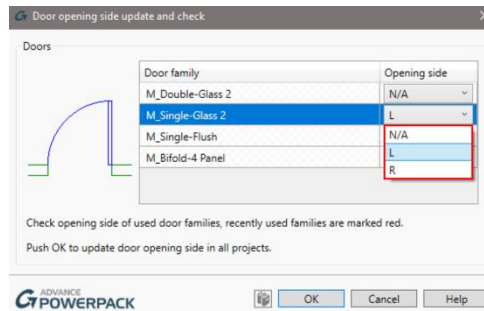 Door opening side update and check
Doors
Door family Opening side
M_Double-Glass 2 N/A
M_Single-Glass 2 L
M_Single-Flush N/A
L
M_Bifold-4 Panel R
Check opening side of used door families, recently used families are marked red.
Push OK to update door opening side in all projects.
ADVANCE
POWERPACK OK Cancel Help